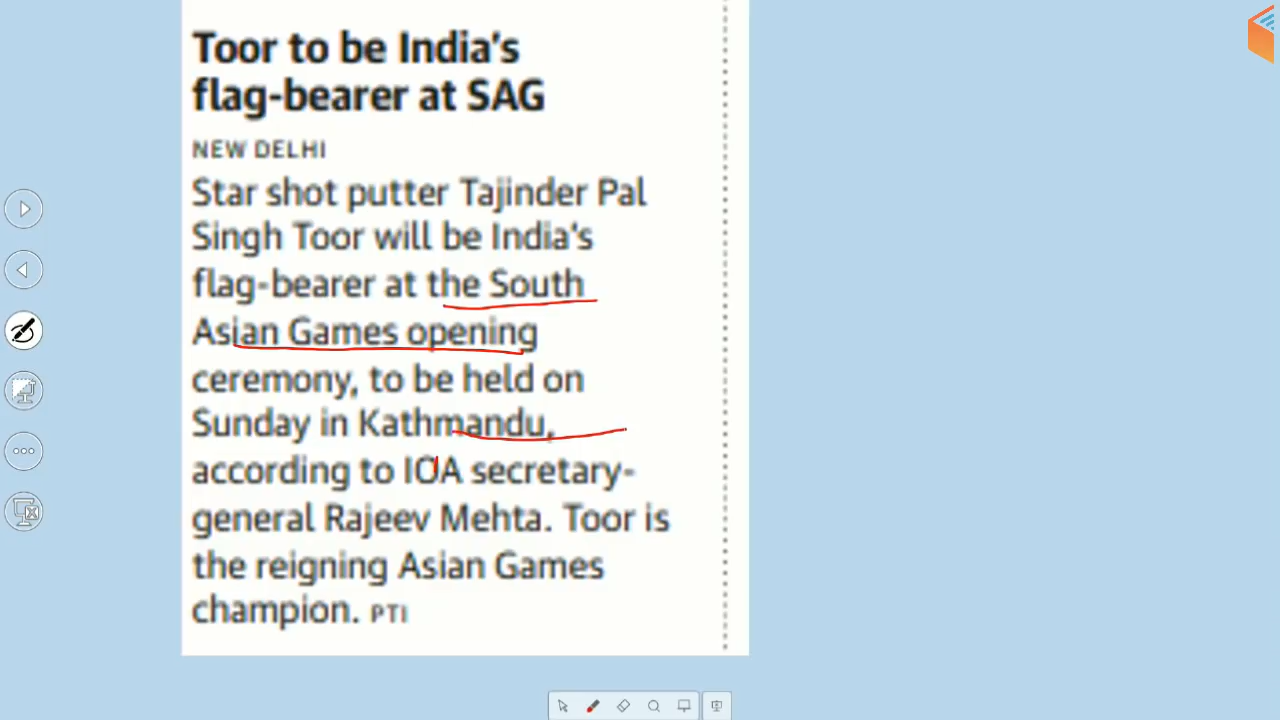 Toor to be India's
flag-bearer at SAG
NEW DELHI
Star shot putter Tajinder Pal
Singh Toor will be India's
flag-bearer at the South
Asian Games opening
ceremony, to be held on
Sunday in Kathmandu,
according to IOA secretary-
general Rajeev Mehta. Toor is
the reigning Asian Games
champion. PTI